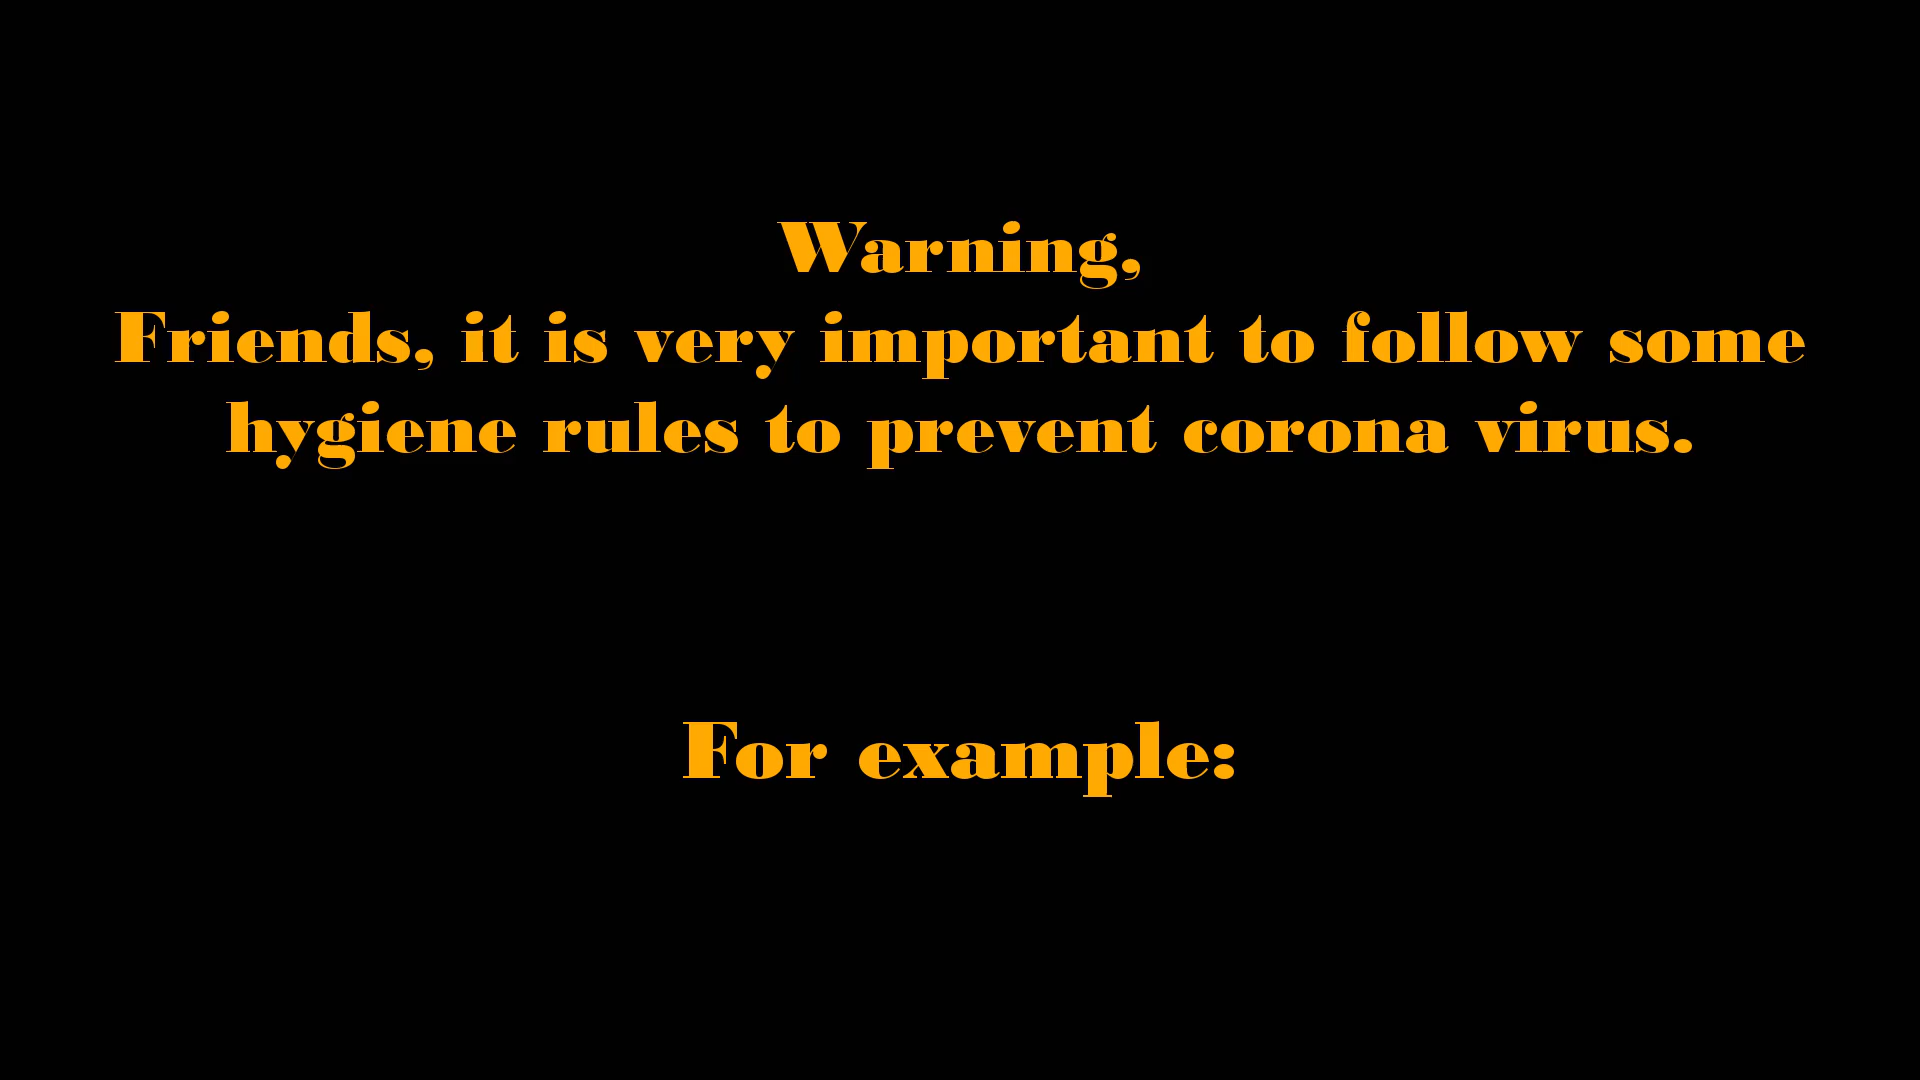 Warning,
Friends, it is very important to follow some
hygiene rules to prevent corona virus.
For example: